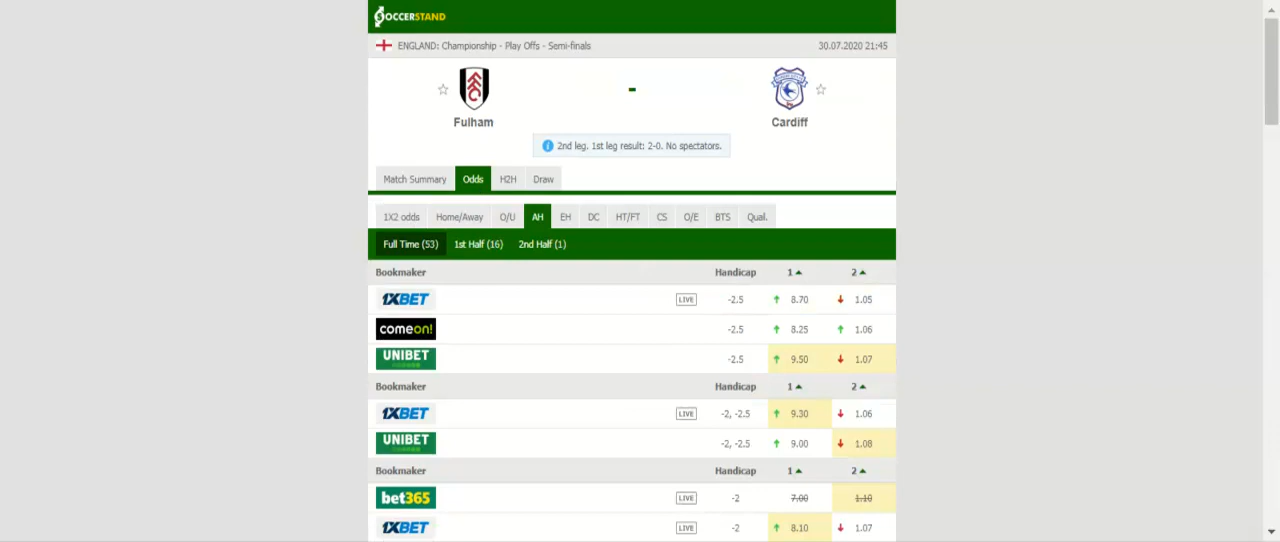 SOCCERSTAND
ENGLAND: Championship - Play Offs - Semi-finals 30.07.2020 21:45
-
Fulham Cardiff
2nd leg. 1st leg result: 2-0. No spectators.
Match Summary Odds H2H Draw
1X2 odds Home/Away O/U AH EH DC HT/FT CS O/E BTS Qual.
Full Time (53) 1st Half (16) 2nd Half (1)
Bookmaker Handicap 1 2
1XBET LIVE -2.5 8.70 1.05
comeon! -2.5 8.25 1.06
UNIBET -2.5 9.50 1.07
Bookmaker Handicap 1 2
1XBET LIVE -2, -2.5 9.30 1.06
UNIBET -2, -2.5 9.00 1.08
Bookmaker Handicap 1 2
bet365 LIVE -2 7.00 1.10
1XBET LIVE -2 8.10 1.07